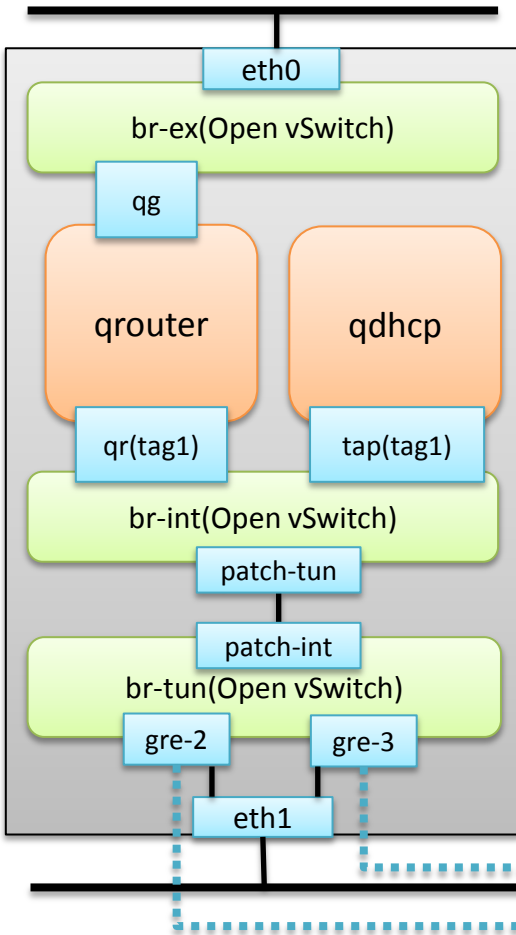 eth0
br-ex(Open vSwitch)
qg
qrouter
qdhcp
qr(tag1)
tap(tag1)
br-int(Open vSwitch)
patch-tun
patch-int
br-tun(Open vSwitch)
gre-2
gre-3
eth1